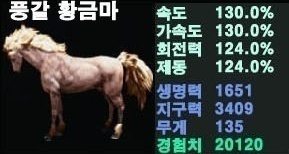 풍갈 황금마
속도 130.0%
가속도 130.0%
회전력 124.0%
제동 124.0%
생명력 1651
지구력 3409
무게 135
경험치 20120